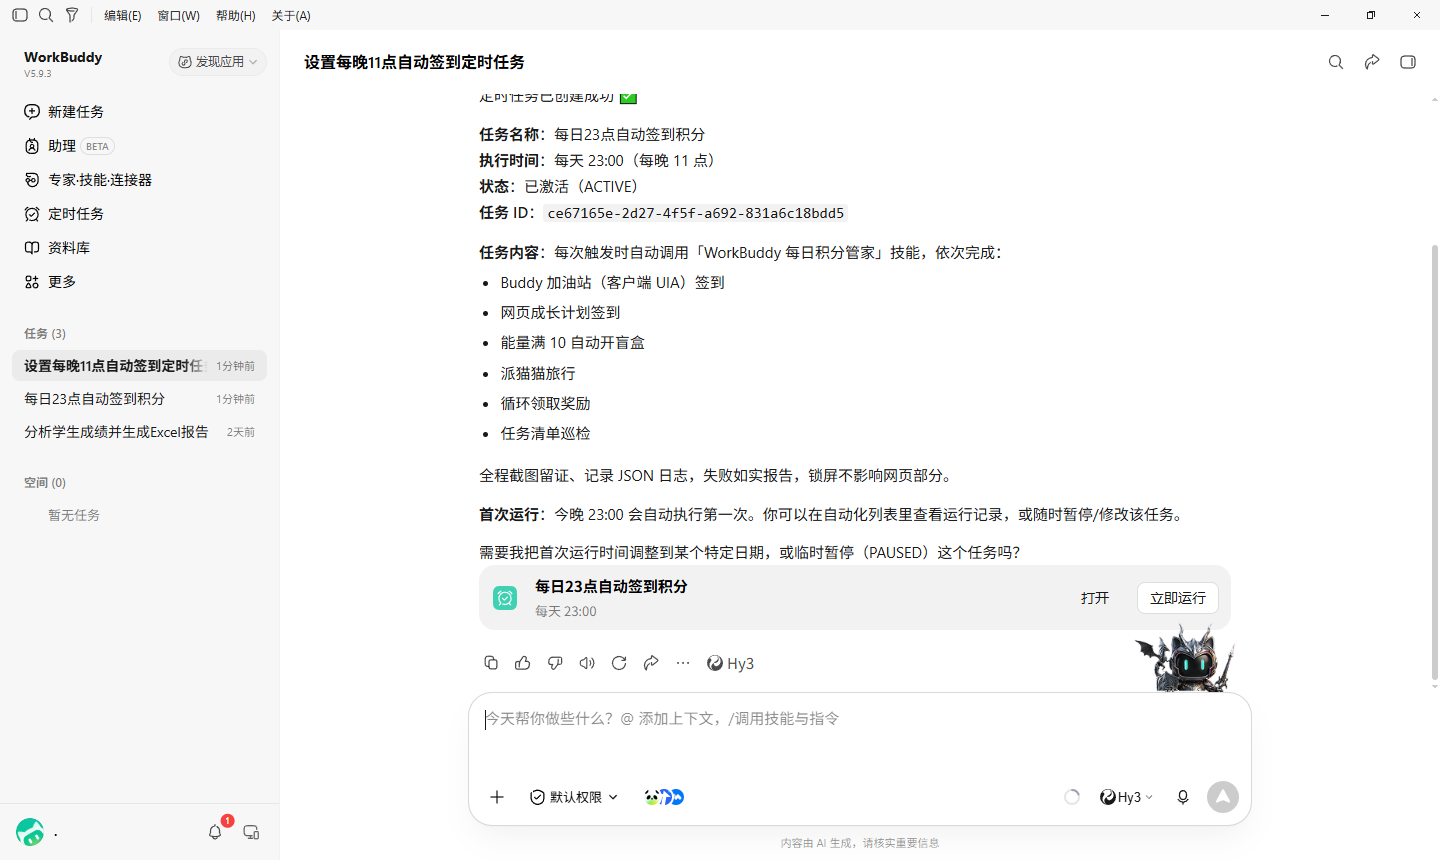 编辑(E) 窗口(W) 帮助(H) 关于(A)
WorkBuddy
V5.9.3
发现应用
新建任务
助理 BETA
专家·技能·连接器
定时任务
资料库
更多
任务 (3)
设置每晚11点自动签到定时任 1分钟前
每日23点自动签到积分 1分钟前
分析学生成绩并生成Excel报告 2天前
空间 (0)
暂无任务
.
1
设置每晚11点自动签到定时任务
定时任务已创建成功 ✅
任务名称：每日23点自动签到积分
执行时间：每天 23:00（每晚 11 点）
状态：已激活（ACTIVE）
任务 ID：ce67165e-2d27-4f5f-a692-831a6c18bdd5
任务内容：每次触发时自动调用「WorkBuddy 每日积分管家」技能，依次完成：
• Buddy 加油站（客户端 UIA）签到
• 网页成长计划签到
• 能量满 10 自动开盲盒
• 派猫猫旅行
• 循环领取奖励
• 任务清单巡检
全程截图留证、记录 JSON 日志，失败如实报告，锁屏不影响网页部分。
首次运行：今晚 23:00 会自动执行第一次。你可以在自动化列表里查看运行记录，或随时暂停/修改该任务。
需要我把首次运行时间调整到某个特定日期，或临时暂停（PAUSED）这个任务吗？
每日23点自动签到积分
每天 23:00
打开 立即运行
Hy3
今天帮你做些什么？@ 添加上下文，/调用技能与指令
默认权限
Hy3
内容由 AI 生成，请核实重要信息